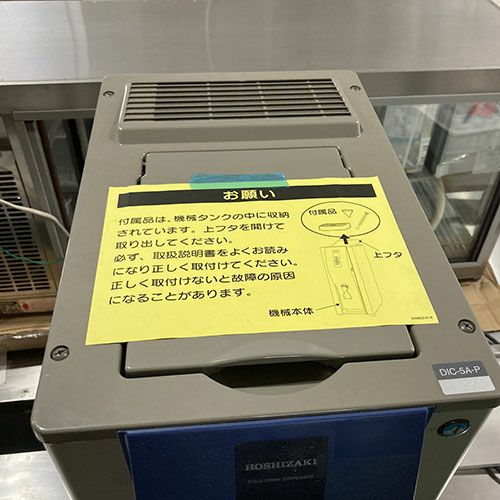 お願い
付属品は、機械タンクの中に収納
されています。上フタを開けて
取り出してください。
必ず、取扱説明書をよくお読み
になり正しく取付けてください。
正しく取付けないと故障の原因
になることがあります。
付属品
上フタ
機械本体
DIC-5A-P
HOSHIZAKI
COLD DRINK DISPENSER